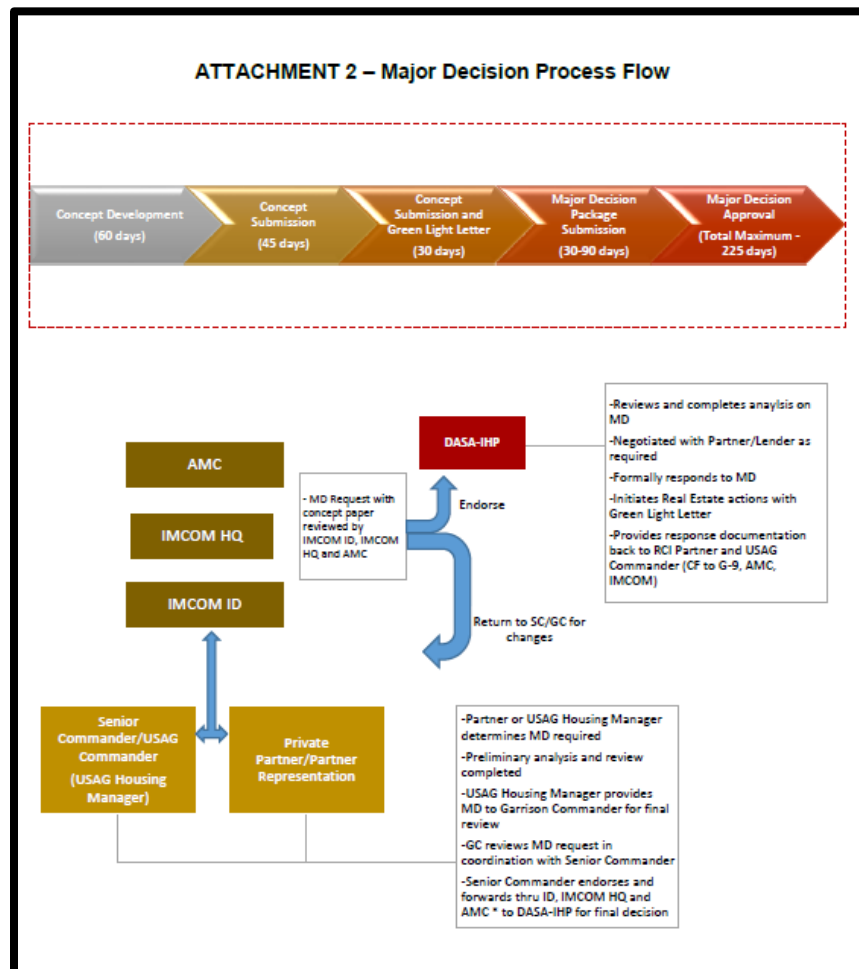 ATTACHMENT 2 – Major Decision Process Flow
Concept Development
(60 days)
Concept
Submission
(45 days)
Concept
Submission and
Green Light Letter
(30 days)
Major Decision
Package
Submission
(30-90 days)
Major Decision
Approval
(Total Maximum -
225 days)
AMC
IMCOM HQ
IMCOM ID
- MD Request with
concept paper
reviewed by
IMCOM ID, IMCOM
HQ and AMC
DASA-IHP
Endorse
Return to SC/GC for
changes
-Reviews and completes anaylsis on
MD
-Negotiated with Partner/Lender as
required
-Formally responds to MD
-Initiates Real Estate actions with
Green Light Letter
-Provides response documentation
back to RCI Partner and USAG
Commander (CF to G-9, AMC,
IMCOM)
Senior
Commander/USAG
Commander
(USAG Housing
Manager)
Private
Partner/Partner
Representation
-Partner or USAG Housing Manager
determines MD required
-Preliminary analysis and review
completed
-USAG Housing Manager provides
MD to Garrison Commander for final
review
-GC reviews MD request in
coordination with Senior Commander
-Senior Commander endorses and
forwards thru ID, IMCOM HQ and
AMC * to DASA-IHP for final decision